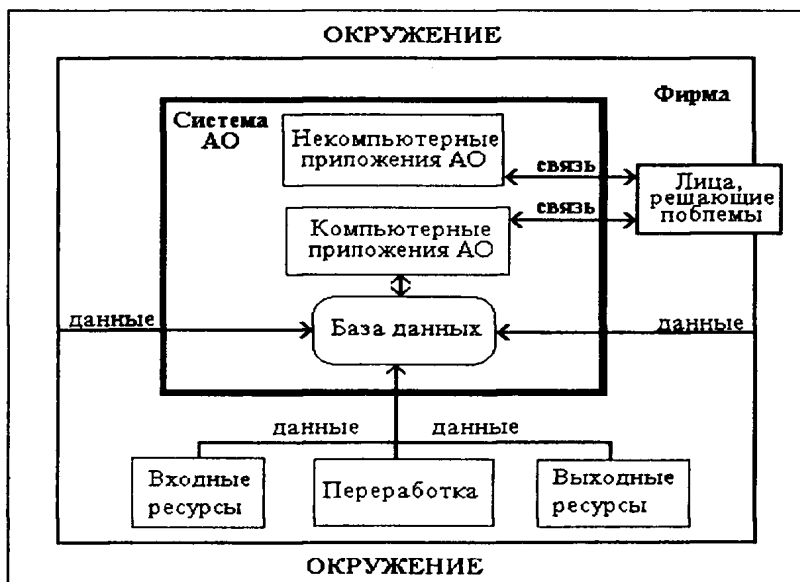 ОКРУЖЕНИЕ
Фирма
Система
АО
Некомпьютерные
приложения АО
связь
Лица,
решающие
поблемы
связь
Компьютерные
приложения АО
данные
База данных
данные
данные
данные
Входные
ресурсы
Переработка
Выходные
ресурсы
ОКРУЖЕНИЕ